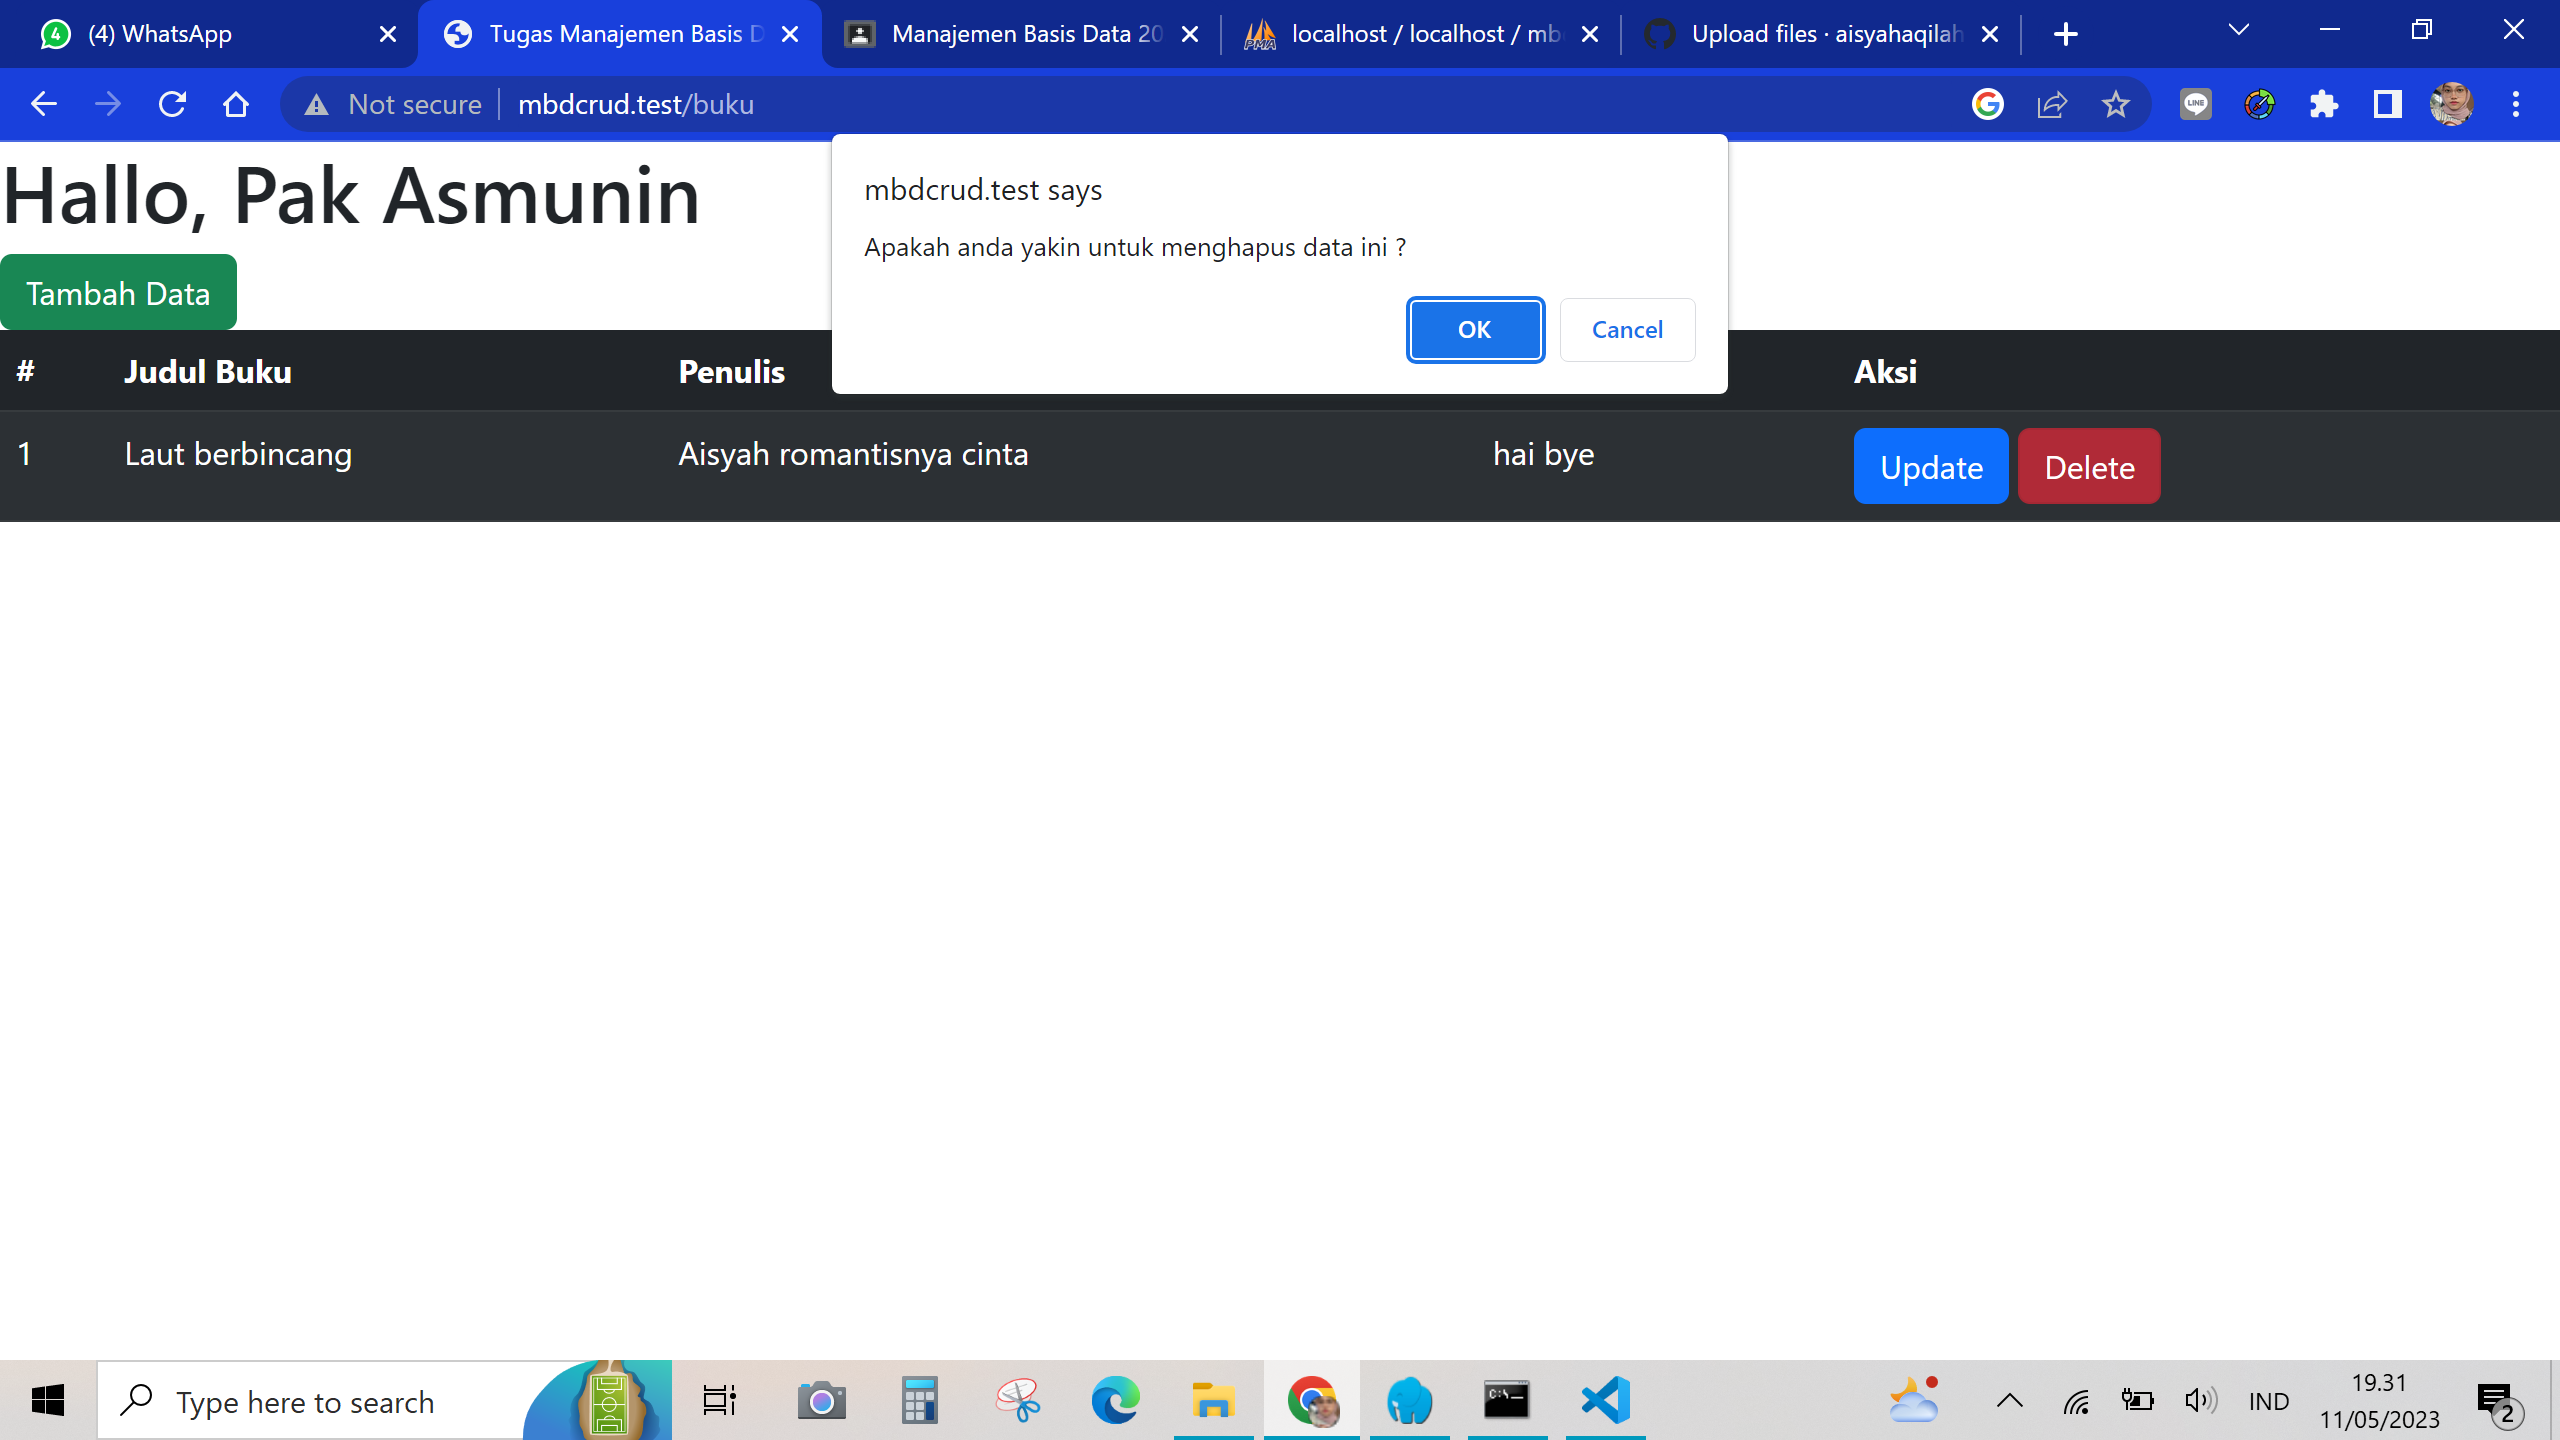 (4) WhatsApp
Tugas Manajemen Basis D
Manajemen Basis Data 20
localhost / localhost / mb
Upload files · aisyahaqilah
Not secure
mbdcrud.test/buku
LINE
Hallo, Pak Asmunin
mbdcrud.test says
Apakah anda yakin untuk menghapus data ini ?
OK
Cancel
Tambah Data
# Judul Buku Penulis Aksi
1 Laut berbincang Aisyah romantisnya cinta hai bye Update Delete
Type here to search
IND
19.31
11/05/2023
2